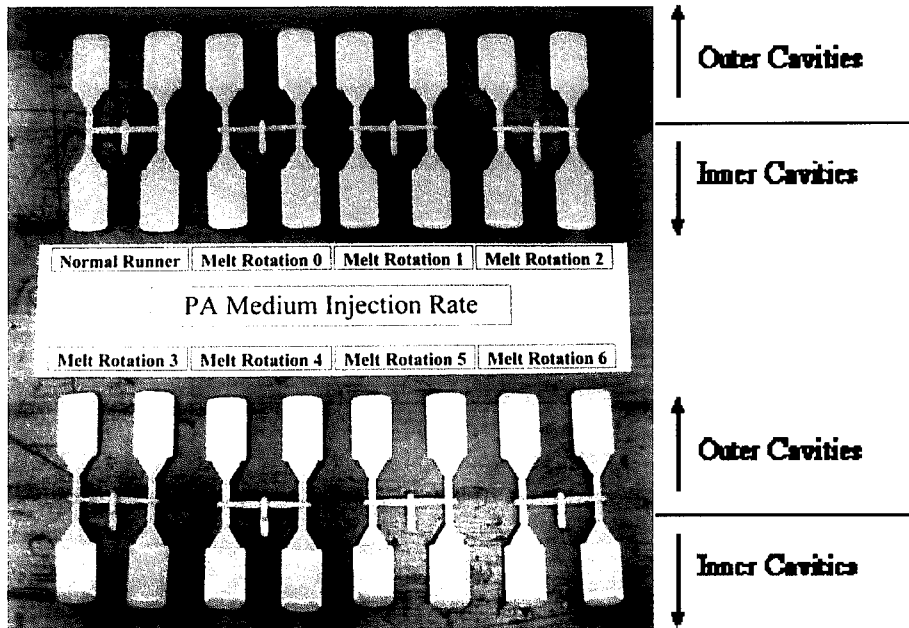 Outer Cavities
Inner Cavities
Normal Runner Melt Rotation 0 Melt Rotation 1 Melt Rotation 2
PA Medium Injection Rate
Melt Rotation 3 Melt Rotation 4 Melt Rotation 5 Melt Rotation 6
Outer Cavities
Inner Cavities